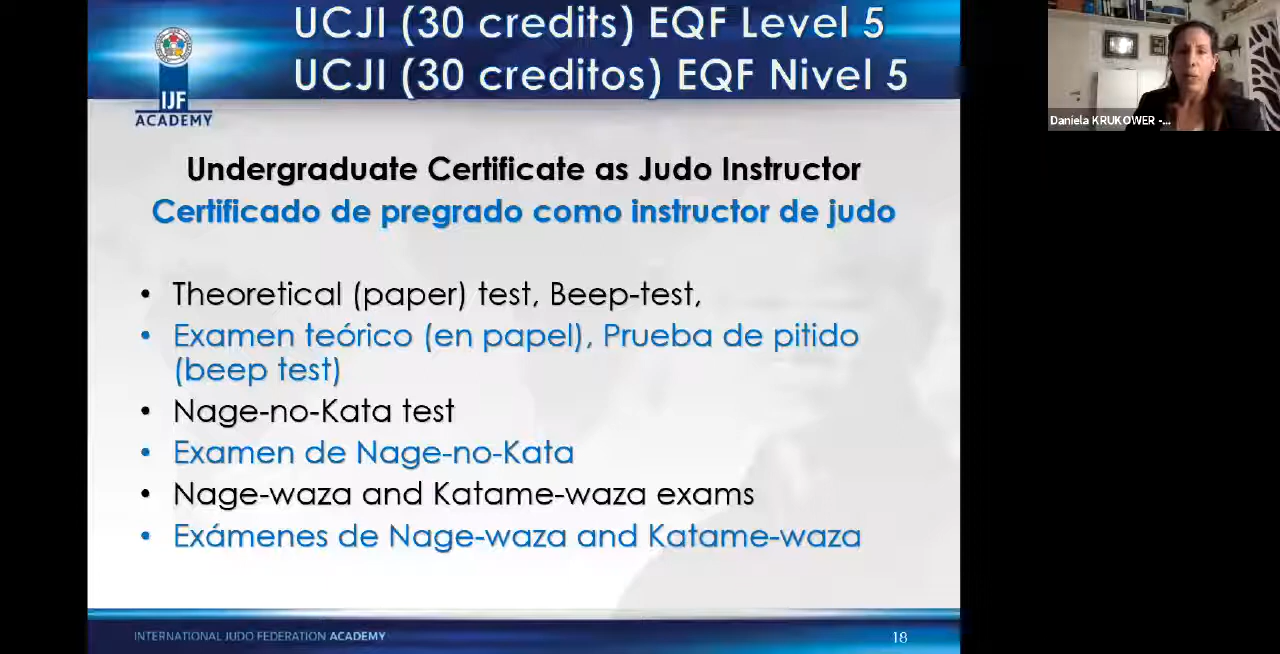 UCJI (30 credits) EQF Level 5
UCJI (30 creditos) EQF Nivel 5
IJF
ACADEMY
Daniela KRUKOWER -...
Undergraduate Certificate as Judo Instructor
Certificado de pregrado como instructor de judo
• Theoretical (paper) test, Beep-test,
• Examen teórico (en papel), Prueba de pitido
(beep test)
• Nage-no-Kata test
• Examen de Nage-no-Kata
• Nage-waza and Katame-waza exams
• Exámenes de Nage-waza and Katame-waza
INTERNATIONAL JUDO FEDERATION ACADEMY
18